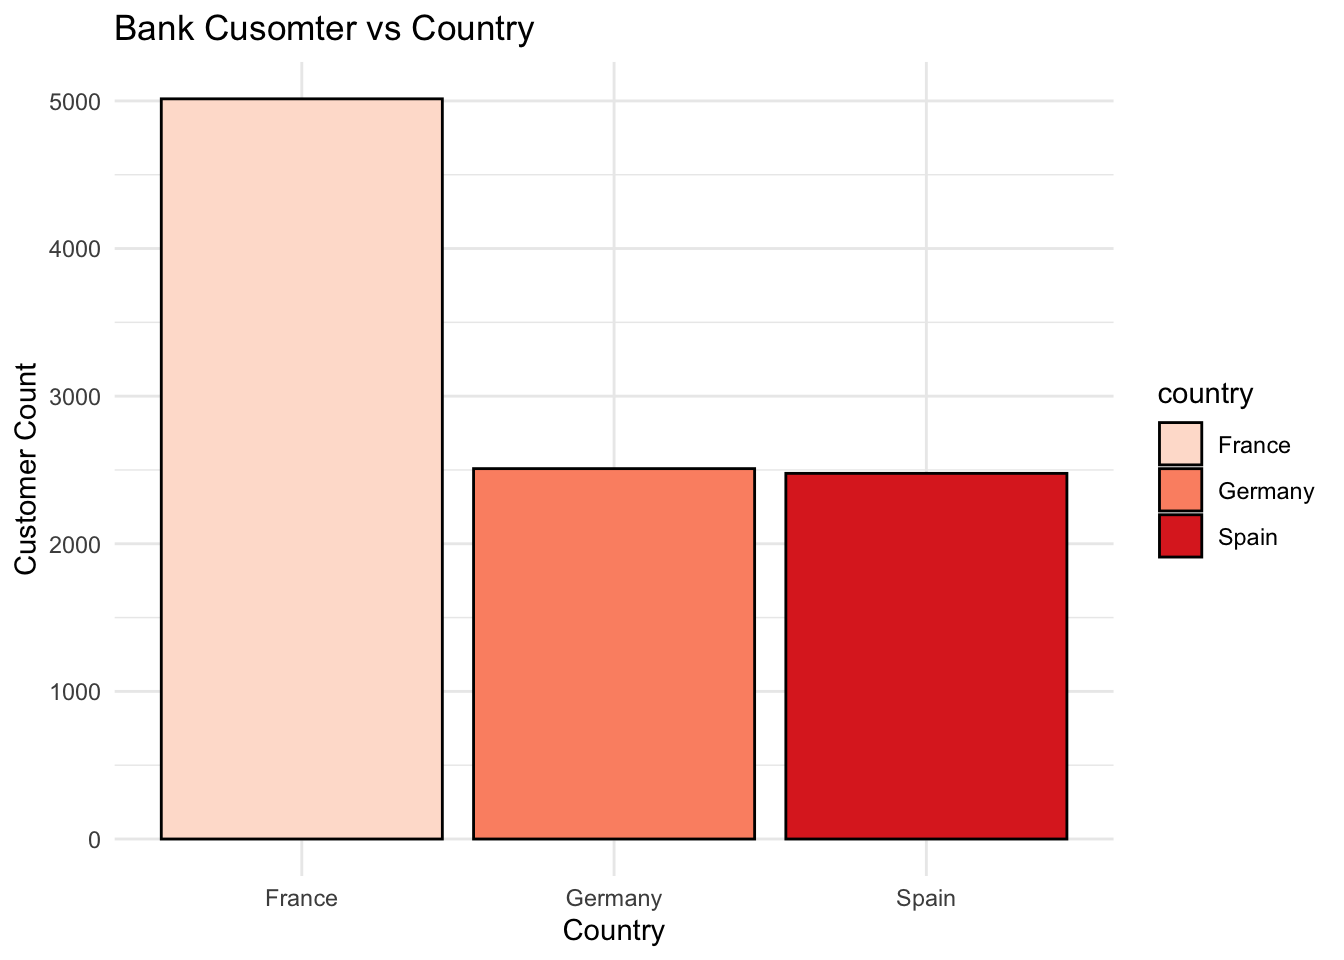 Bank Cusomter vs Country
5000
4000
3000
2000
1000
0
Customer Count
France
Germany
Spain
Country
country
France
Germany
Spain